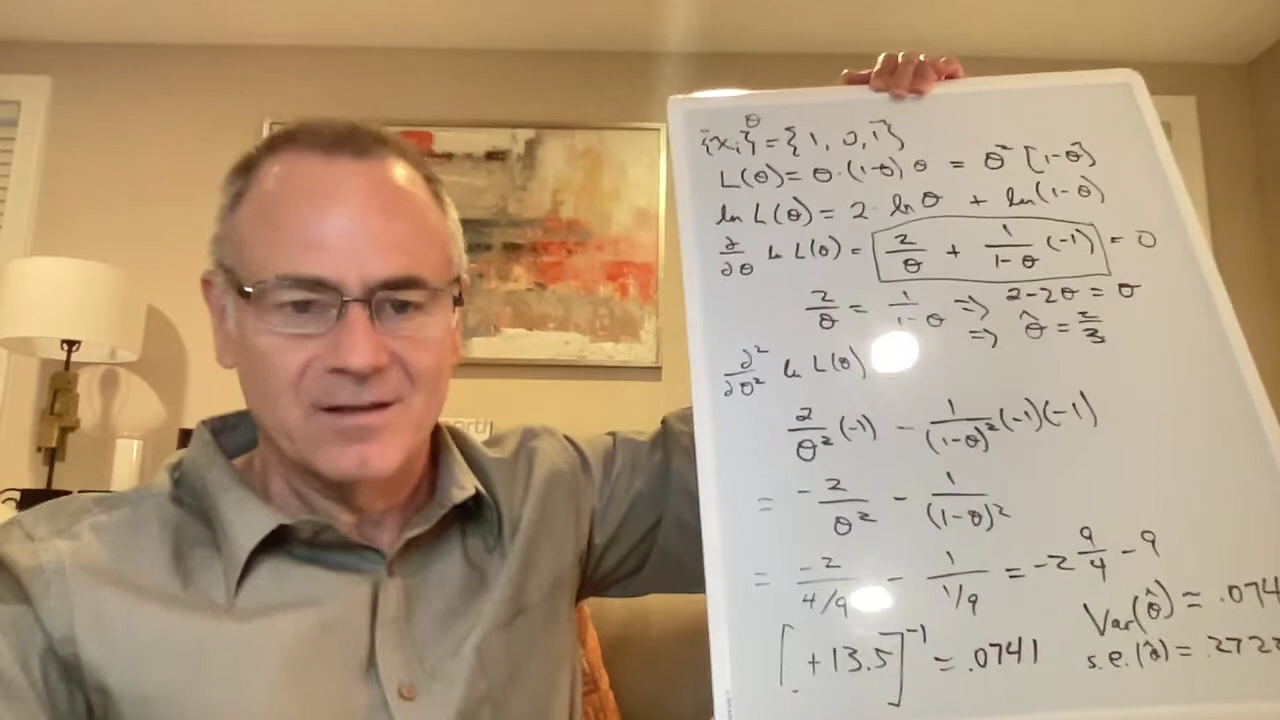 θ
{xᵢ} = {1, 0, 1}
L(θ) = θ·(1-θ) θ = θ² [1-θ]
ln L(θ) = 2 · ln θ + ln(1-θ)
∂/∂θ ln L(θ) = 2/θ + 1/(1-θ) (-1) = 0
2/θ = 1/(1-θ) => 2-2θ = θ
=> θ̂ = 2/3
∂²/∂θ² ln L(θ)
2/θ² (-1) - 1/(1-θ)² (-1)(-1)
= -2/θ² - 1/(1-θ)²
= -2/(4/9) - 1/(1/9) = -2 9/4 - 9
[+13.5]⁻¹ = .0741
Var(θ̂) = .074
s.e.(θ̂) = .272